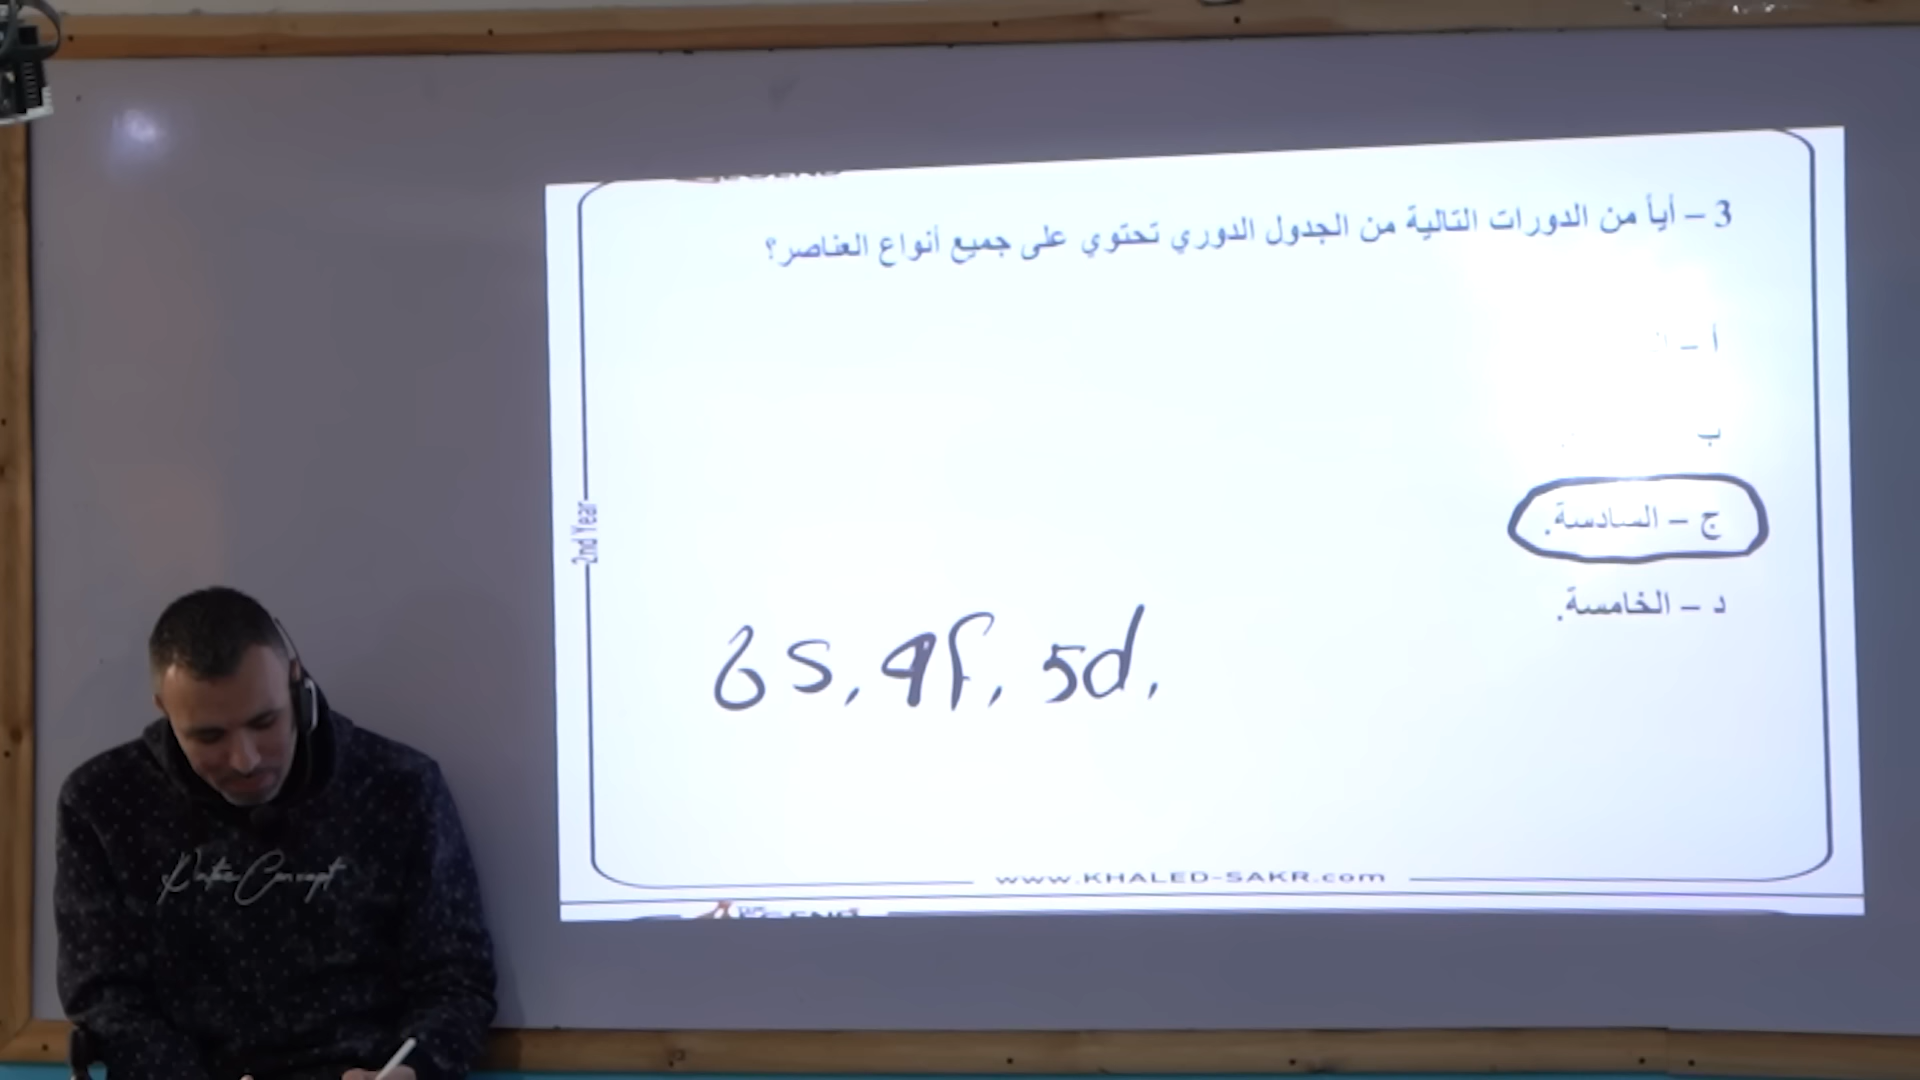 3 – أياً من الدورات التالية من الجدول الدوري تحتوي على جميع أنواع العناصر؟
أ –
ب
ج – السادسة.
د – الخامسة.
6s, 4f, 5d,
2nd Year
www.KHALED-SAKR.com